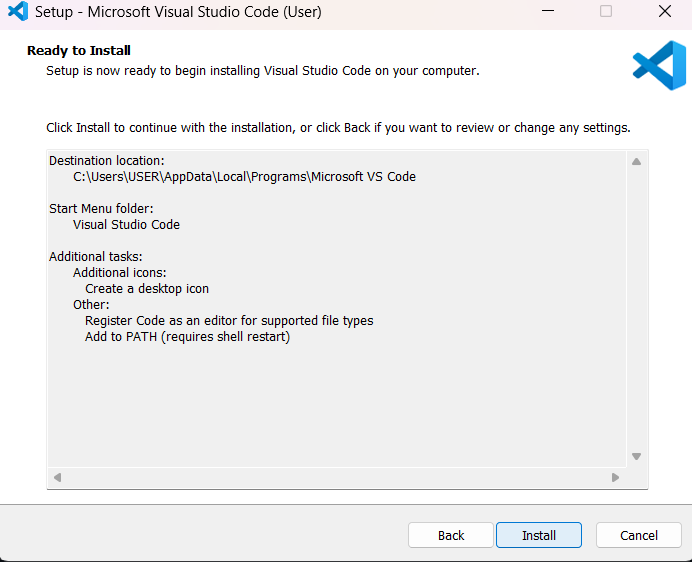 Setup - Microsoft Visual Studio Code (User)
Ready to Install
Setup is now ready to begin installing Visual Studio Code on your computer.
Click Install to continue with the installation, or click Back if you want to review or change any settings.
Destination location:
C:\Users\USER\AppData\Local\Programs\Microsoft VS Code
Start Menu folder:
Visual Studio Code
Additional tasks:
Additional icons:
Create a desktop icon
Other:
Register Code as an editor for supported file types
Add to PATH (requires shell restart)
Back
Install
Cancel